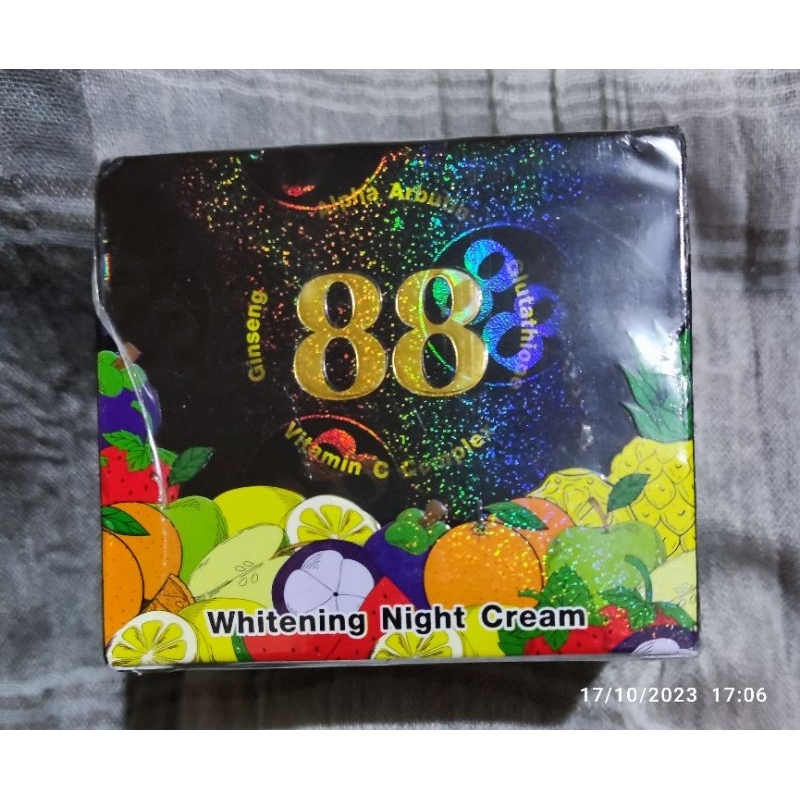 Alpha Arbutin
Ginseng
88
Glutathione
Vitamin C Complex
Whitening Night Cream
17/10/2023 17:06